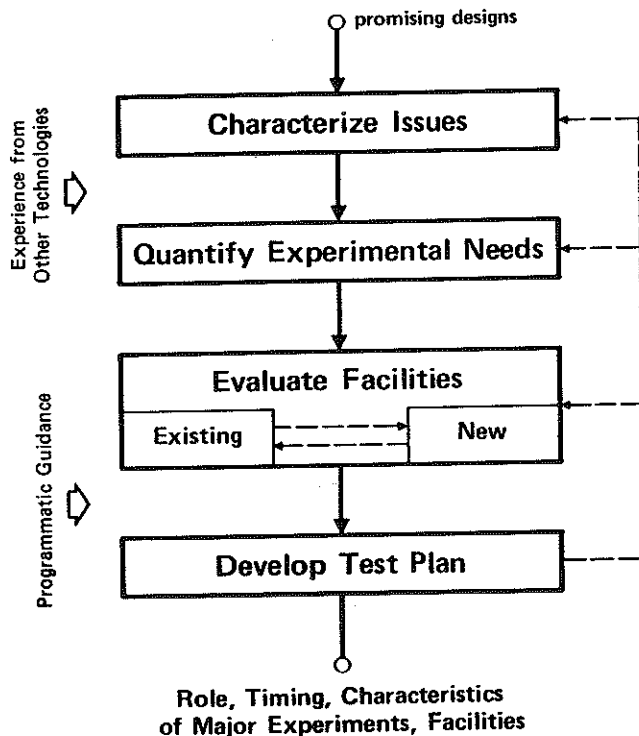 promising designs
Characterize Issues
Experience from
Other Technologies
Quantify Experimental Needs
Evaluate Facilities
Existing
New
Programmatic Guidance
Develop Test Plan
Role, Timing, Characteristics
of Major Experiments, Facilities